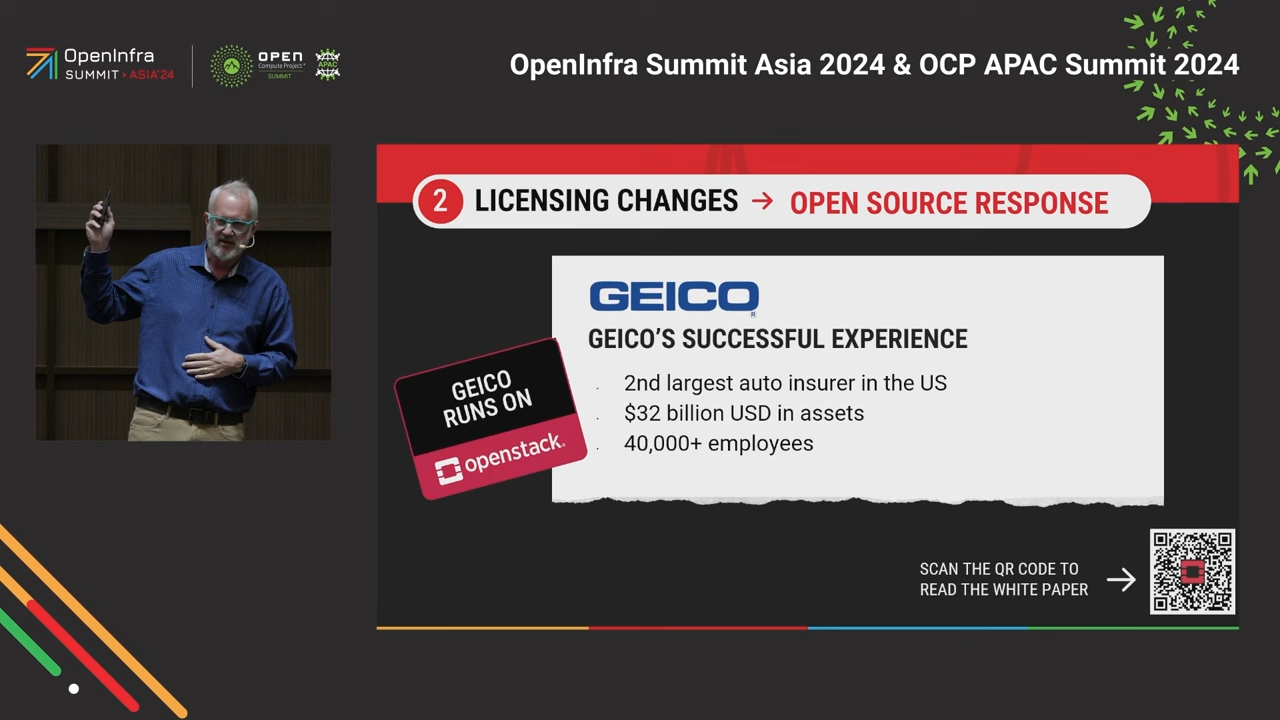 OpenInfra
SUMMIT › ASIA'24
OPEN
Compute Project®
SUMMIT
APAC
OpenInfra Summit Asia 2024 & OCP APAC Summit 2024
2 LICENSING CHANGES → OPEN SOURCE RESPONSE
GEICO®
GEICO’S SUCCESSFUL EXPERIENCE
2nd largest auto insurer in the US
$32 billion USD in assets
40,000+ employees
GEICO
RUNS ON
openstack.
SCAN THE QR CODE TO
READ THE WHITE PAPER